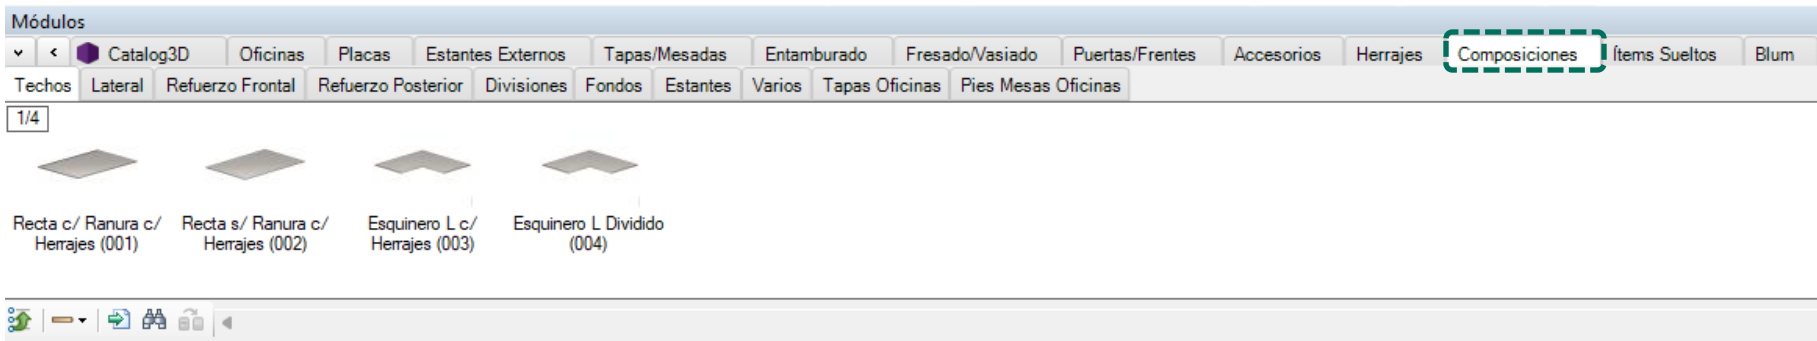 Módulos
Catalog3D Oficinas Placas Estantes Externos Tapas/Mesadas Entamburado Fresado/Vasiado Puertas/Frentes Accesorios Herrajes Composiciones Ítems Sueltos Blum
Techos Lateral Refuerzo Frontal Refuerzo Posterior Divisiones Fondos Estantes Varios Tapas Oficinas Pies Mesas Oficinas
1/4
Recta c/ Ranura c/
Herrajes (001)
Recta s/ Ranura c/
Herrajes (002)
Esquinero L c/
Herrajes (003)
Esquinero L Dividido
(004)